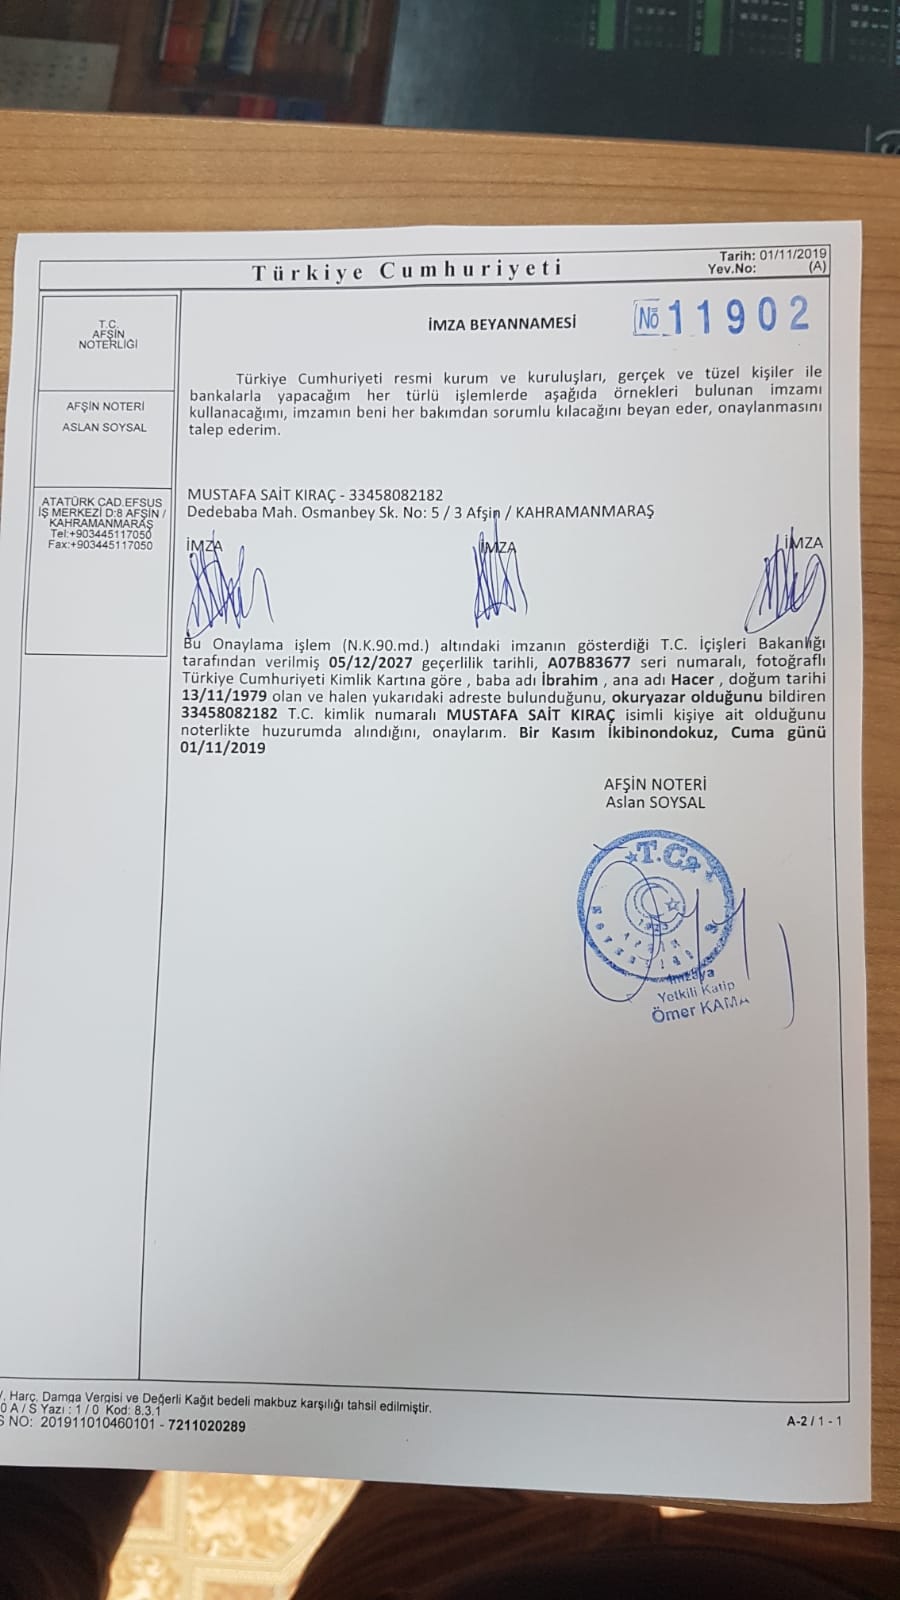 Türkiye Cumhuriyeti
Tarih: 01/11/2019
Yev.No: (A)
T.C.
AFŞİN
NOTERLİĞİ
AFŞİN NOTERİ
ASLAN SOYSAL
ATATÜRK CAD.EFSUS
İŞ MERKEZİ D:8 AFŞİN /
KAHRAMANMARAŞ
Tel:+903445117050
Fax:+903445117050
İMZA BEYANNAMESİ
No 11902
Türkiye Cumhuriyeti resmi kurum ve kuruluşları, gerçek ve tüzel kişiler ile
bankalarla yapacağım her türlü işlemlerde aşağıda örnekleri bulunan imzamı
kullanacağımı, imzamın beni her bakımdan sorumlu kılacağını beyan eder, onaylanmasını
talep ederim.
MUSTAFA SAİT KIRAÇ - 33458082182
Dedebaba Mah. Osmanbey Sk. No: 5 / 3 Afşin / KAHRAMANMARAŞ
İMZA İMZA İMZA
Bu Onaylama işlem (N.K.90.md.) altındaki imzanın gösterdiği T.C. İçişleri Bakanlığı
tarafından verilmiş 05/12/2027 geçerlilik tarihli, A07B83677 seri numaralı, fotoğraflı
Türkiye Cumhuriyeti Kimlik Kartına göre , baba adı İbrahim , ana adı Hacer , doğum tarihi
13/11/1979 olan ve halen yukarıdaki adreste bulunduğunu, okuryazar olduğunu bildiren
33458082182 T.C. kimlik numaralı MUSTAFA SAİT KIRAÇ isimli kişiye ait olduğunu
noterlikte huzurumda alındığını, onaylarım. Bir Kasım İkibinondokuz, Cuma günü
01/11/2019
AFŞİN NOTERİ
Aslan SOYSAL
T.C.
1923
İmzaya
Yetkili Katip
Ömer KAMA
, Harç, Damga Vergisi ve Değerli Kağıt bedeli makbuz karşılığı tahsil edilmiştir.
0 A / S Yazı : 1 / 0 Kod: 8.3.1
S NO: 201911010460101 - 7211020289
A-2 / 1 - 1